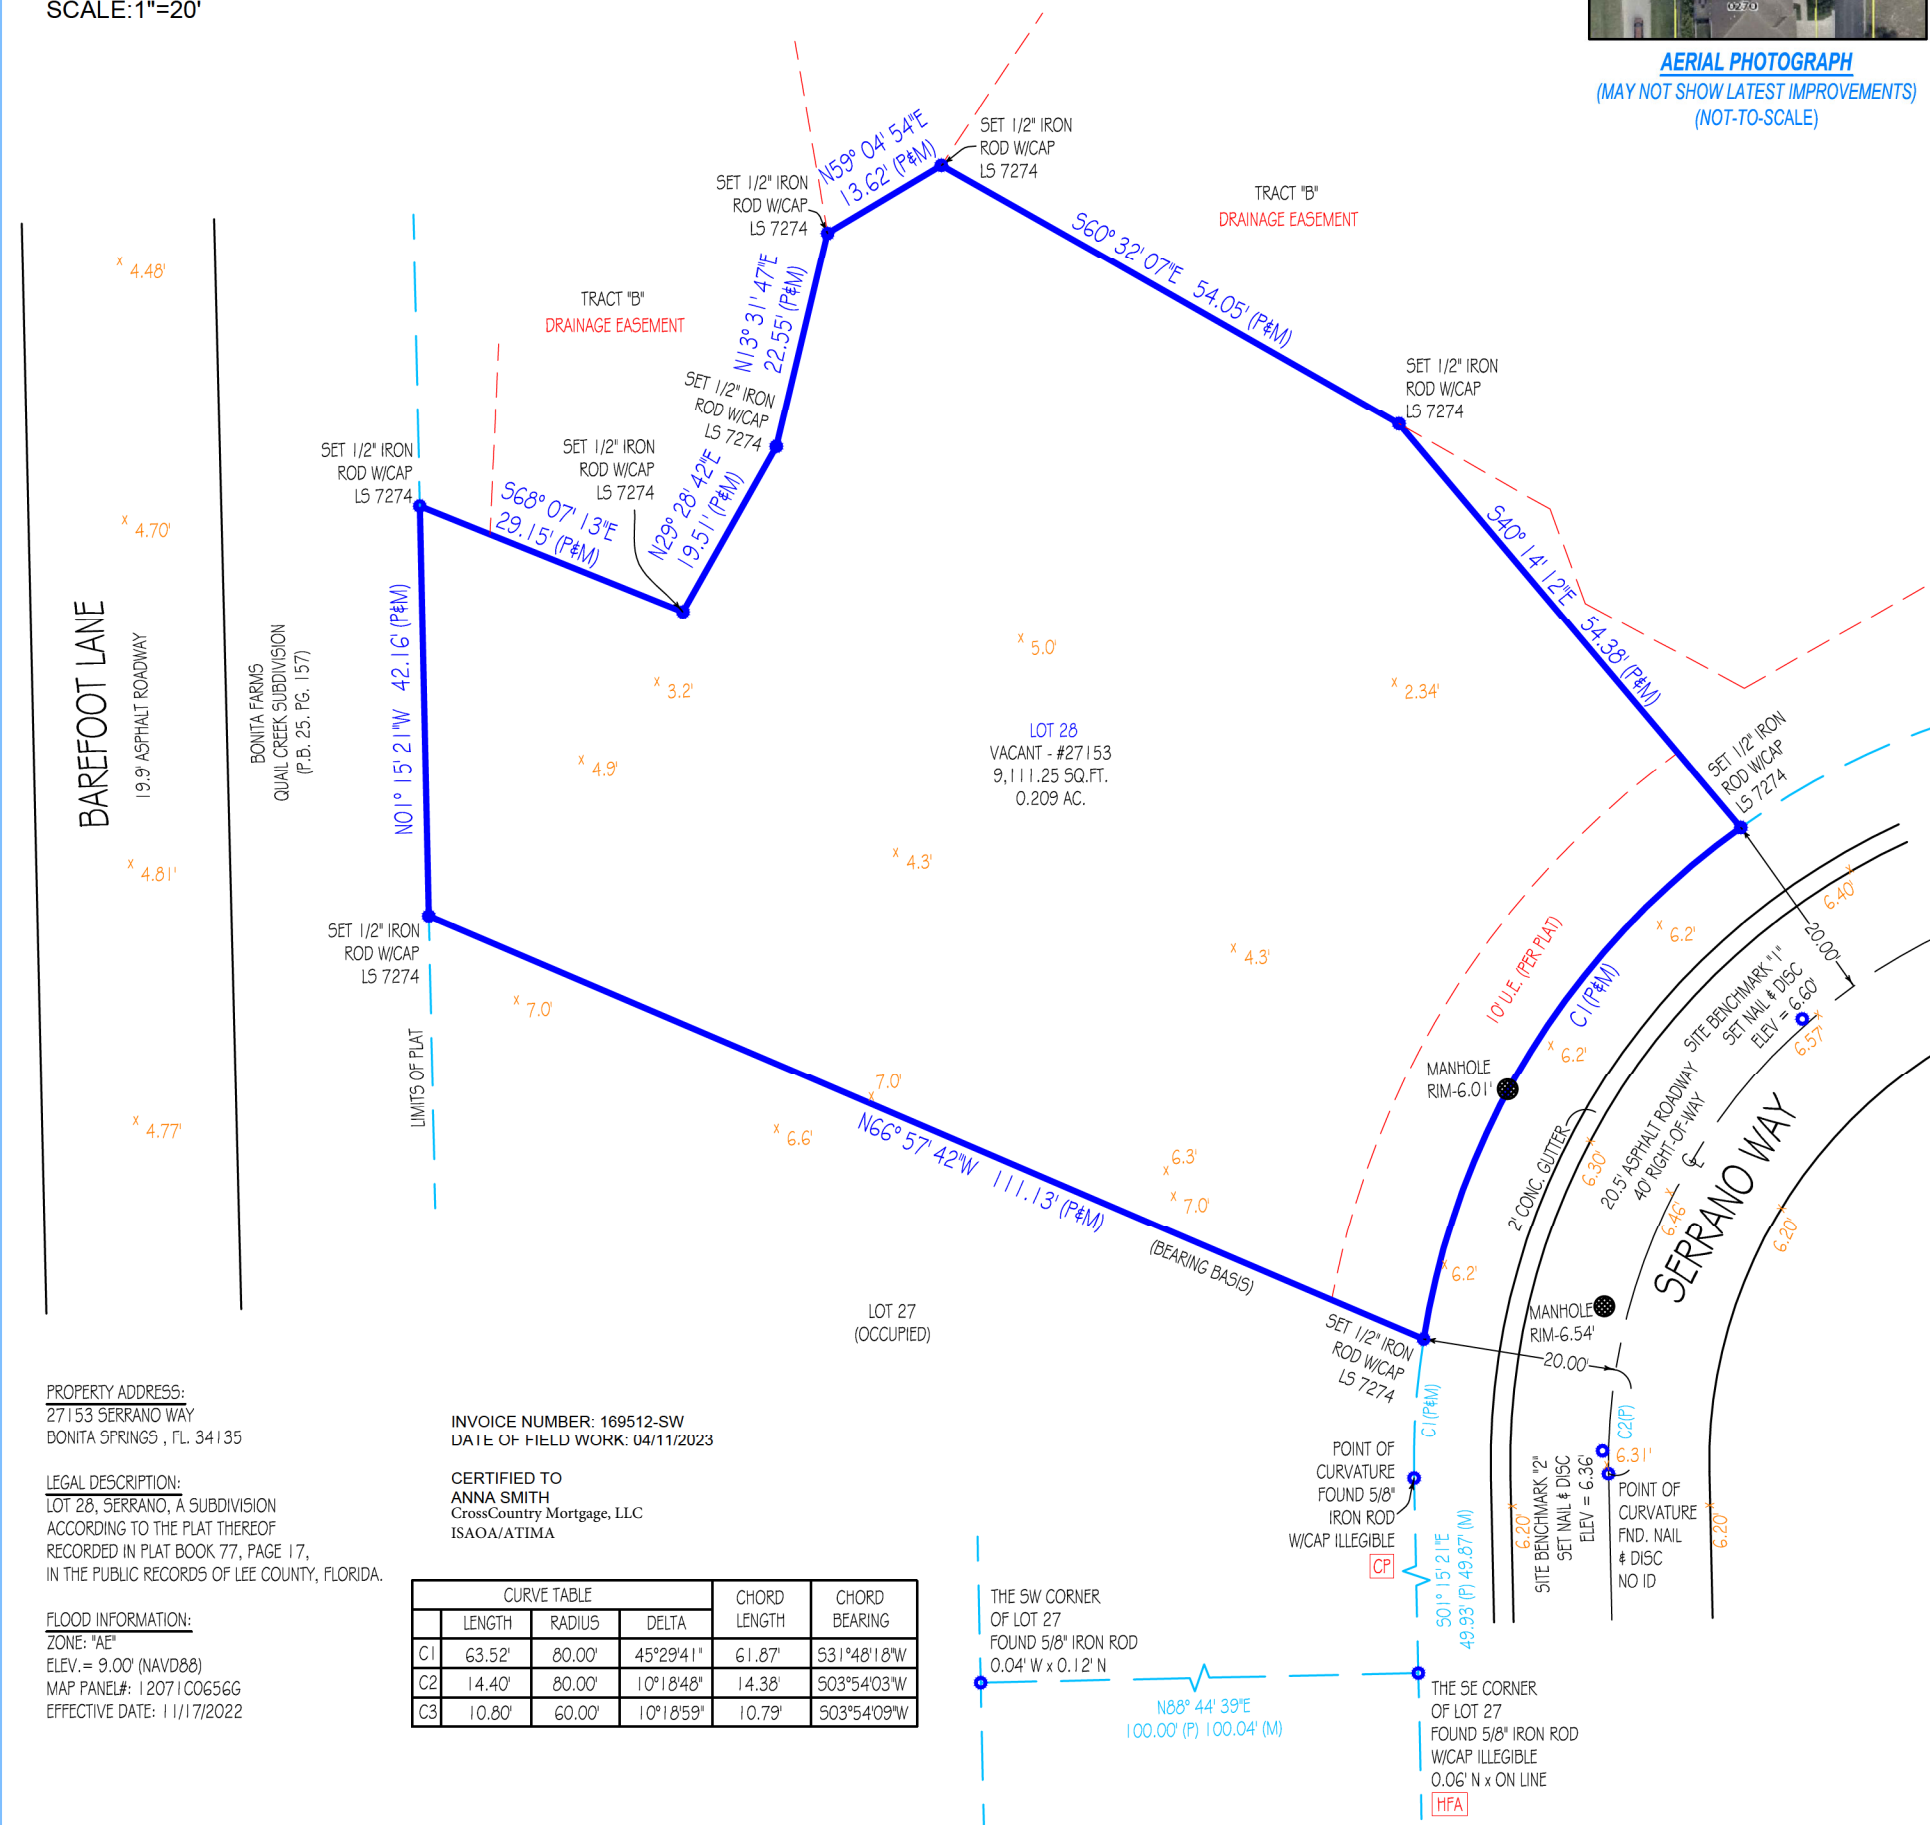 SCALE:1"=20'
0270
AERIAL PHOTOGRAPH
(MAY NOT SHOW LATEST IMPROVEMENTS)
(NOT-TO-SCALE)
N59° 04' 54"E
13.62' (P&M)
SET 1/2" IRON
ROD W/CAP
LS 7274
SET 1/2" IRON
ROD W/CAP
LS 7274
TRACT "B"
DRAINAGE EASEMENT
S60° 32' 07"E 54.05' (P&M)
4.48'
TRACT "B"
DRAINAGE EASEMENT
N13° 31' 47"E
22.55' (P&M)
SET 1/2" IRON
ROD W/CAP
LS 7274
SET 1/2" IRON
ROD W/CAP
LS 7274
SET 1/2" IRON
ROD W/CAP
LS 7274
SET 1/2" IRON
ROD W/CAP
LS 7274
S68° 07' 13"E
29.15' (P&M)
N29° 28' 42"E
19.51' (P&M)
4.70'
S40° 14' 12"E 54.38' (P&M)
BAREFOOT LANE
19.9' ASPHALT ROADWAY
BONITA FARMS
QUAIL CREEK SUBDIVISION
(P.B. 25. PG. 157)
N01° 15' 21"W 42.16' (P&M)
5.0'
3.2'
2.34'
LOT 28
VACANT - #27153
9,111.25 SQ.FT.
0.209 AC.
4.9'
SET 1/2" IRON
ROD W/CAP
LS 7274
4.81'
4.3'
6.40'
SET 1/2" IRON
ROD W/CAP
LS 7274
6.2'
20.00'
4.3'
10' U.E. (PER PLAT)
C1 (P&M)
SITE BENCHMARK "1"
SET NAIL & DISC
ELEV = 6.60'
6.57'
7.0'
LIMITS OF PLAT
7.0'
6.2'
MANHOLE
RIM-6.01'
4.77'
6.6'
N66° 57' 42"W 111.13' (P&M)
(BEARING BASIS)
6.3'
7.0'
2' CONC. GUTTER
6.30'
20.5' ASPHALT ROADWAY
40' RIGHT-OF-WAY
6.46'
SERRANO WAY
6.20'
6.2'
LOT 27
(OCCUPIED)
SET 1/2" IRON
ROD W/CAP
LS 7274
MANHOLE
RIM-6.54'
20.00'
C1(P&M)
C2(P)
PROPERTY ADDRESS:
27153 SERRANO WAY
BONITA SPRINGS , FL. 34135
INVOICE NUMBER: 169512-SW
DATE OF FIELD WORK: 04/11/2023
CERTIFIED TO
ANNA SMITH
CrossCountry Mortgage, LLC
ISAOA/ATIMA
LEGAL DESCRIPTION:
LOT 28, SERRANO, A SUBDIVISION
ACCORDING TO THE PLAT THEREOF
RECORDED IN PLAT BOOK 77, PAGE 17,
IN THE PUBLIC RECORDS OF LEE COUNTY, FLORIDA.
FLOOD INFORMATION:
ZONE: "AE"
ELEV.= 9.00' (NAVD88)
MAP PANEL#: 12071C0656G
EFFECTIVE DATE: 11/17/2022
CURVE TABLE CHORD LENGTH CHORD BEARING
LENGTH RADIUS DELTA
C1 63.52' 80.00' 45°29'41" 61.87' S31°48'18"W
C2 14.40' 80.00' 10°18'48" 14.38' S03°54'03"W
C3 10.80' 60.00' 10°18'59" 10.79' S03°54'09"W
POINT OF
CURVATURE
FOUND 5/8"
IRON ROD
W/CAP ILLEGIBLE
CP
S01° 15' 21"E
49.93' (P) 49.87' (M)
6.20'
SITE BENCHMARK "2"
SET NAIL & DISC
ELEV = 6.36'
6.31'
POINT OF
CURVATURE
FND. NAIL
& DISC
NO ID
6.20'
THE SW CORNER
OF LOT 27
FOUND 5/8" IRON ROD
0.04' W x 0.12' N
N88° 44' 39"E
100.00' (P) 100.04' (M)
THE SE CORNER
OF LOT 27
FOUND 5/8" IRON ROD
W/CAP ILLEGIBLE
0.06' N x ON LINE
HFA